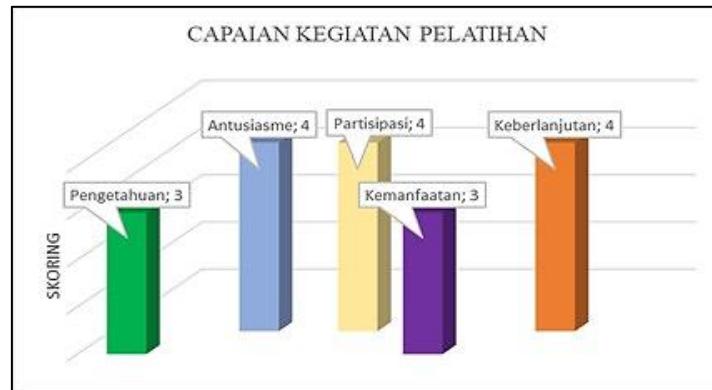 CAPAIAN KEGIATAN PELATIHAN
Antusiasme; 4
Partisipasi; 4
Keberlanjutan; 4
Pengetahuan; 3
Kemanfaatan; 3
SKORING